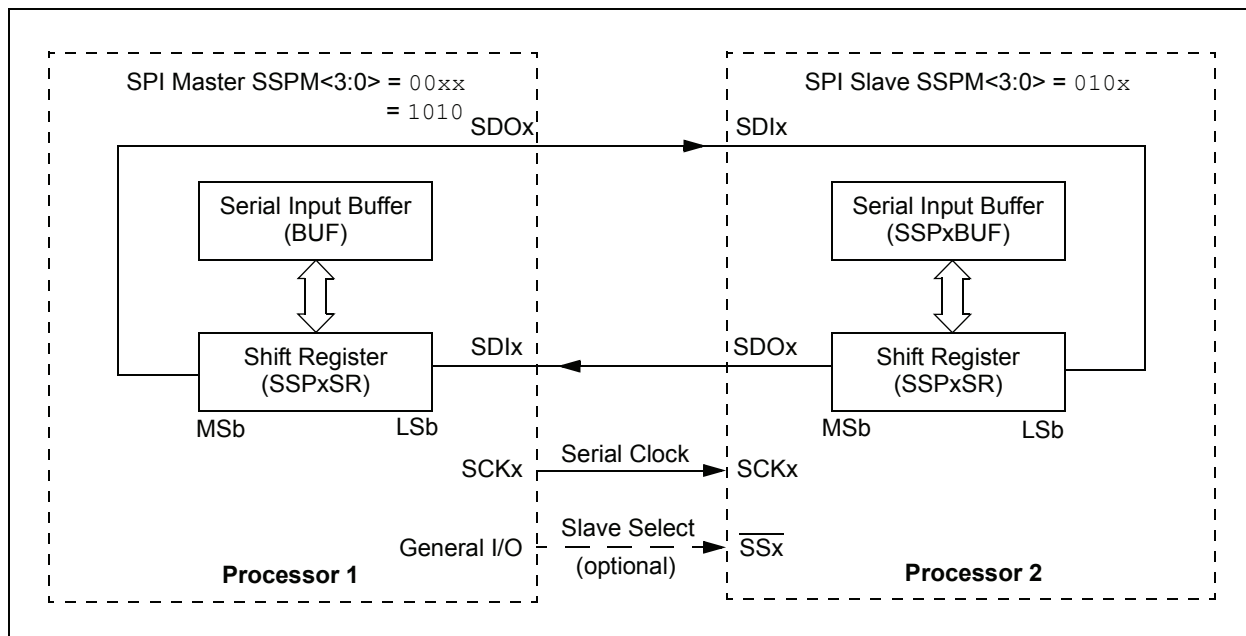 SPI Master SSPM<3:0> = 00xx
= 1010
SPI Slave SSPM<3:0> = 010x
SDOx
SDIx
Serial Input Buffer
(BUF)
Serial Input Buffer
(SSPxBUF)
Shift Register
(SSPxSR)
SDIx
SDOx
Shift Register
(SSPxSR)
MSb
LSb
MSb
LSb
SCKx
Serial Clock
SCKx
General I/O
Slave Select
(optional)
S̅S̅x̅
Processor 1
Processor 2